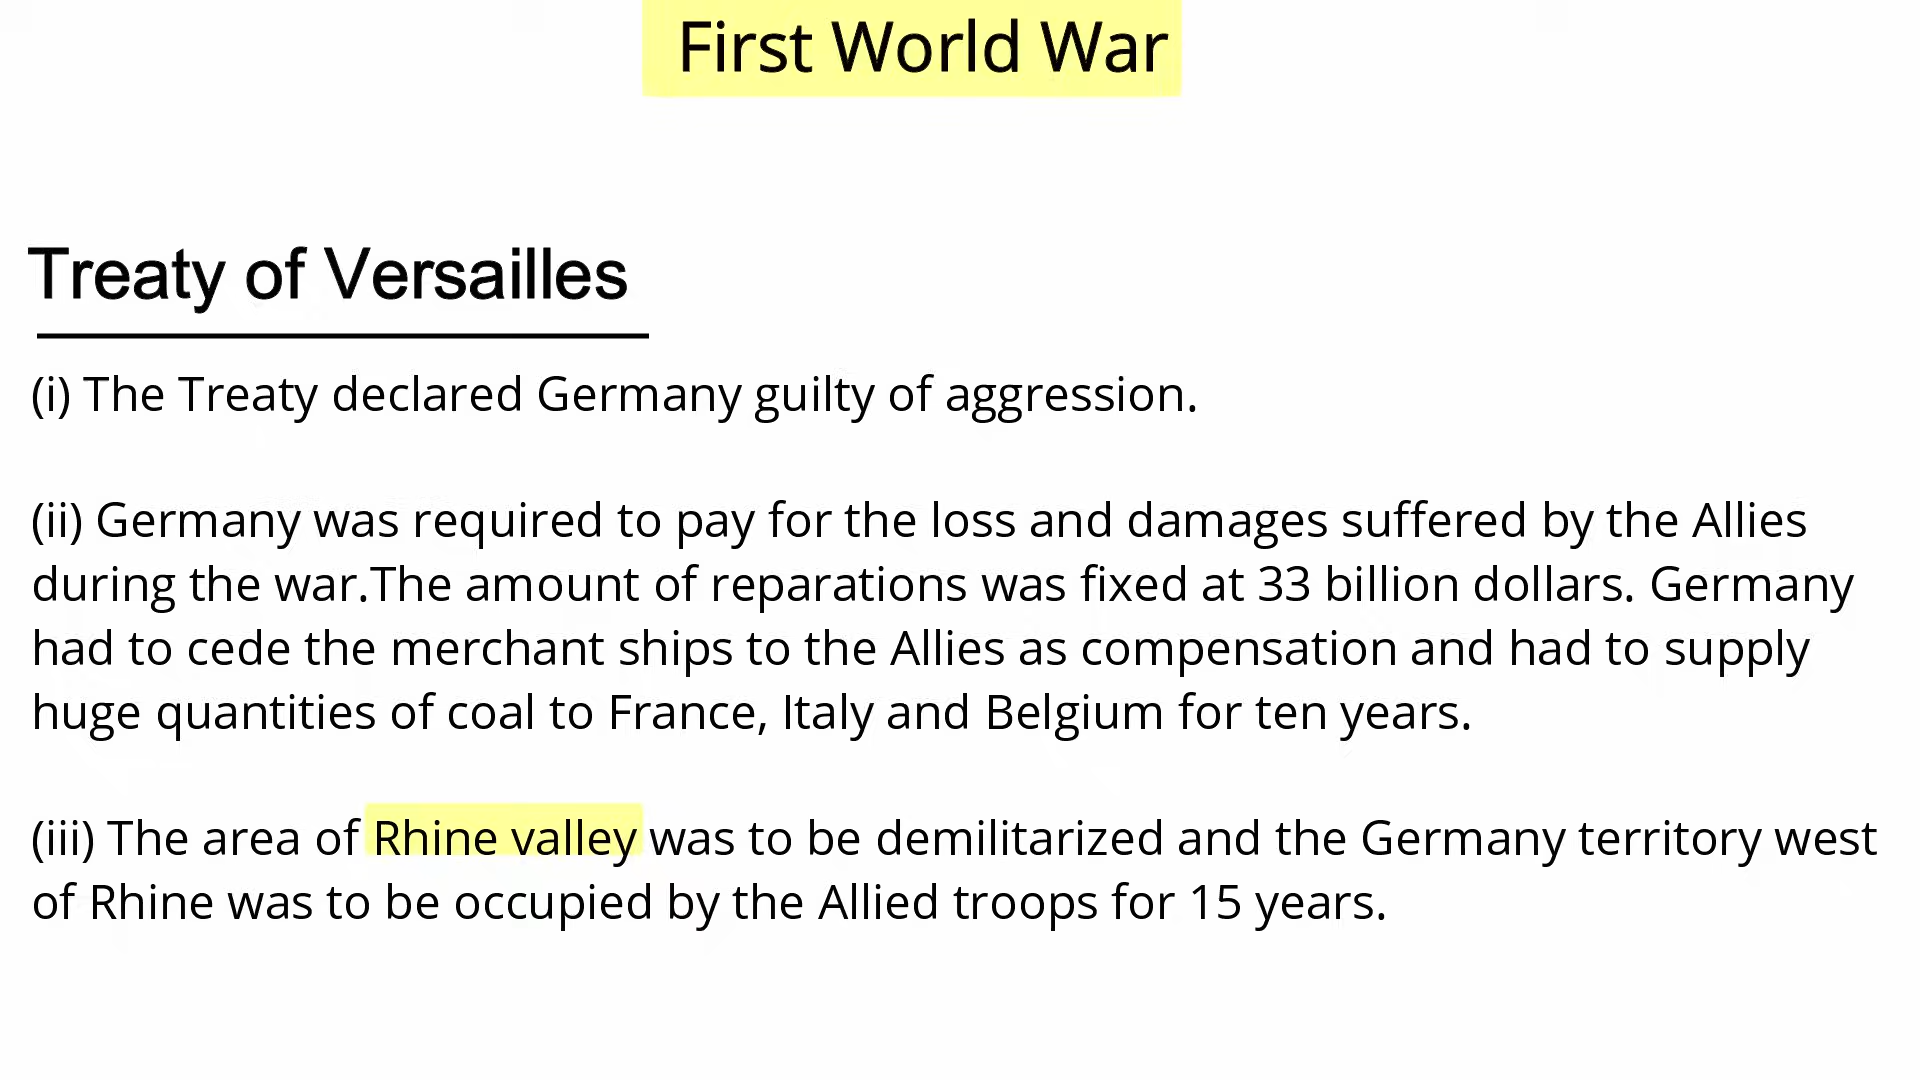 First World War
Treaty of Versailles
(i) The Treaty declared Germany guilty of aggression.
(ii) Germany was required to pay for the loss and damages suffered by the Allies
during the war.The amount of reparations was fixed at 33 billion dollars. Germany
had to cede the merchant ships to the Allies as compensation and had to supply
huge quantities of coal to France, Italy and Belgium for ten years.
(iii) The area of Rhine valley was to be demilitarized and the Germany territory west
of Rhine was to be occupied by the Allied troops for 15 years.